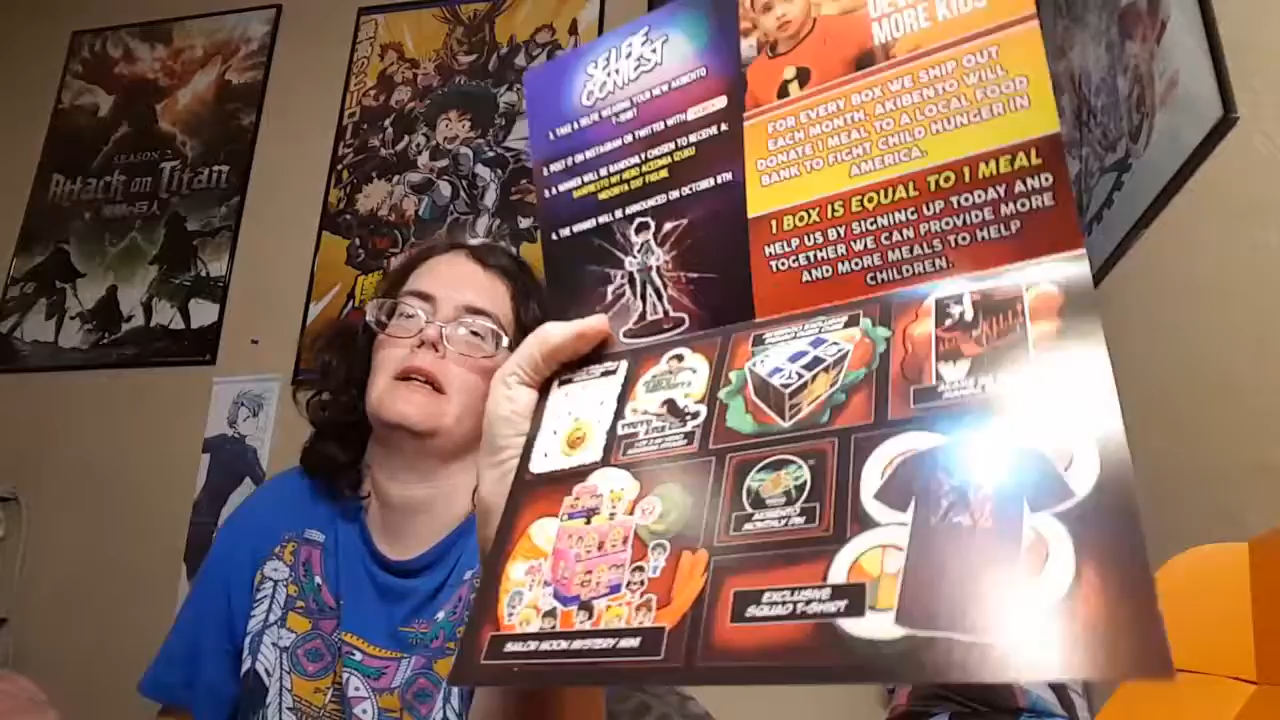 SEASON 2
Attack on Titan
SELFIE
CONTEST
1. TAKE A SELFIE WEARING YOUR NEW AKIBENTO
T-SHIRT
2. POST IT ON INSTAGRAM OR TWITTER WITH
3. A WINNER WILL BE RANDOMLY CHOSEN TO RECEIVE A:
BANPRESTO MY HERO ACEDMIA IZUKU
MIDORIYA DXF FIGURE
4. THE WINNER WILL BE ANNOUNCED ON OCTOBER 8TH
MORE KIDS
FOR EVERY BOX WE SHIP OUT
EACH MONTH, AKIBENTO WILL
DONATE 1 MEAL TO A LOCAL FOOD
BANK TO FIGHT CHILD HUNGER IN
AMERICA.
1 BOX IS EQUAL TO 1 MEAL
HELP US BY SIGNING UP TODAY AND
TOGETHER WE CAN PROVIDE MORE
AND MORE MEALS TO HELP
CHILDREN.
AKIBENTO
MONTHLY PIN
EXCLUSIVE
SQUAD T-SHIRT
SAILOR MOON MYSTERY MINI